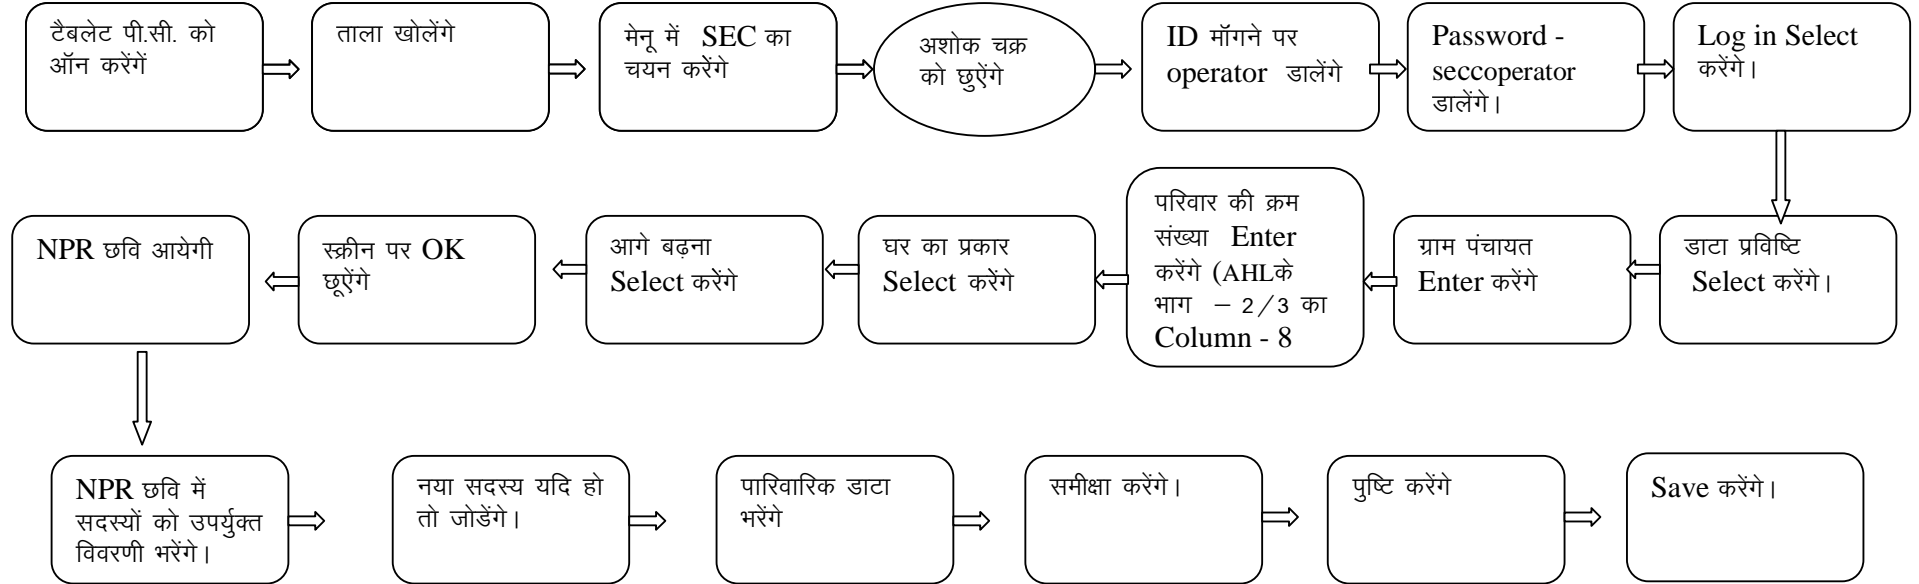 टैबलेट पी.सी. को
ऑन करेंगें
ताला खोलेंगे
मेनू में SEC का
चयन करेंगे
अशोक चक्र
को छुऐंगे
ID मॉगने पर
operator डालेंगे
Password -
seccoperator
डालेंगे।
Log in Select
करेंगे।
डाटा प्रविष्टि
Select करेंगे।
ग्राम पंचायत
Enter करेंगे
परिवार की क्रम
संख्या Enter
करेंगे (AHLके
भाग – 2/3 का
Column - 8
घर का प्रकार
Select करेंगे
आगे बढ़ना
Select करेंगे
स्क्रीन पर OK
छूऐंगे
NPR छवि आयेगी
NPR छवि में
सदस्यों को उपर्युक्त
विवरणी भरेंगे।
नया सदस्य यदि हो
तो जोडेंगे।
पारिवारिक डाटा
भरेंगे
समीक्षा करेंगे।
पुष्टि करेंगे
Save करेंगे।